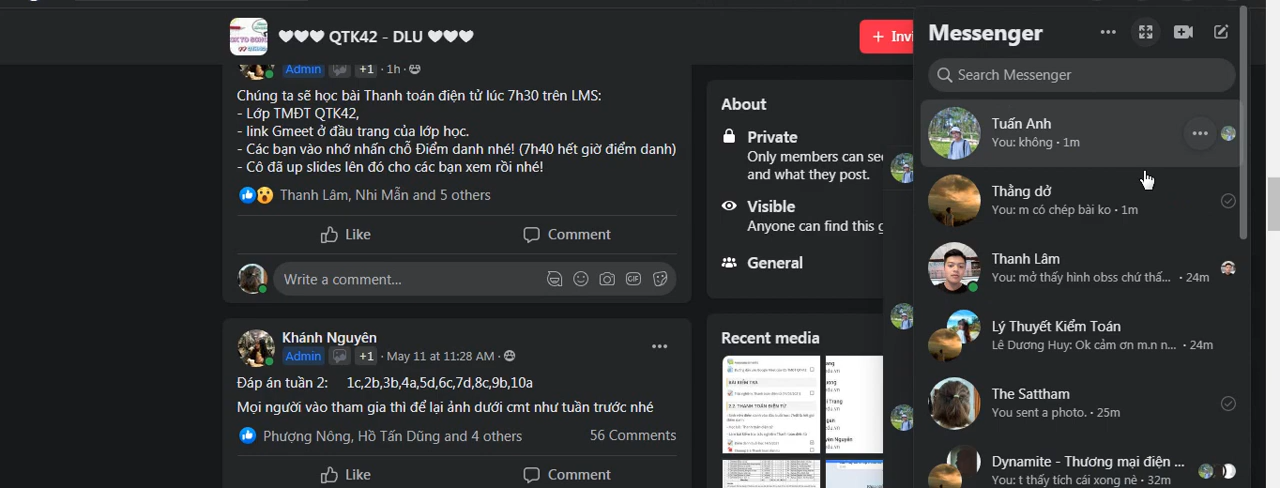 ♥♥♥ QTK42 - DLU ♥♥♥
+ Invi
Admin +1 · 1h ·
Chúng ta sẽ học bài Thanh toán điện tử lúc 7h30 trên LMS:
- Lớp TMĐT QTK42,
- link Gmeet ở đầu trang của lớp học.
- Các bạn vào nhớ nhấn chỗ Điểm danh nhé! (7h40 hết giờ điểm danh)
- Cô đã up slides lên đó cho các bạn xem rồi nhé!
Thanh Lâm, Nhi Mẫn and 5 others
Like
Comment
Write a comment...
GIF
Khánh Nguyên
Admin +1 · May 11 at 11:28 AM ·
Đáp án tuần 2: 1c,2b,3b,4a,5d,6c,7d,8c,9b,10a
Mọi người vào tham gia thì để lại ảnh dưới cmt như tuần trước nhé
Phượng Nông, Hồ Tấn Dũng and 4 others
56 Comments
Like
Comment
About
Private
Only members can see
and what they post.
Visible
Anyone can find this g
General
Recent media
Messenger
Search Messenger
Tuấn Anh
You: không · 1m
Thằng dở
You: m có chép bài ko · 1m
Thanh Lâm
You: mở thấy hình obss chứ thấ... · 24m
Lý Thuyết Kiểm Toán
Lê Dương Huy: Ok cảm ơn m.n n... · 24m
The Sattham
You sent a photo. · 25m
Dynamite - Thương mại điện ...
You: t thấy tích cái xong nè · 32m